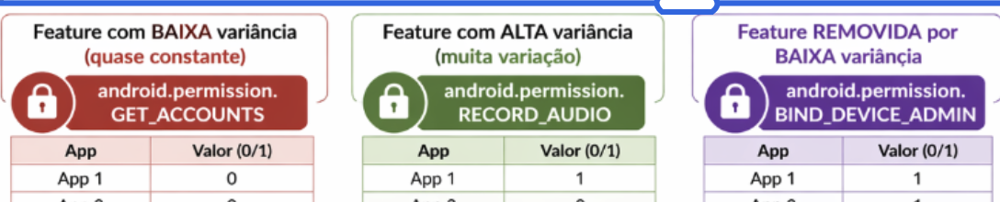 Feature com BAIXA variância
(quase constante)
android.permission.
GET_ACCOUNTS
App Valor (0/1)
App 1 0
Feature com ALTA variância
(muita variação)
android.permission.
RECORD_AUDIO
App Valor (0/1)
App 1 1
Feature REMOVIDA por
BAIXA variânçia
android.permission.
BIND_DEVICE_ADMIN
App Valor (0/1)
App 1 1